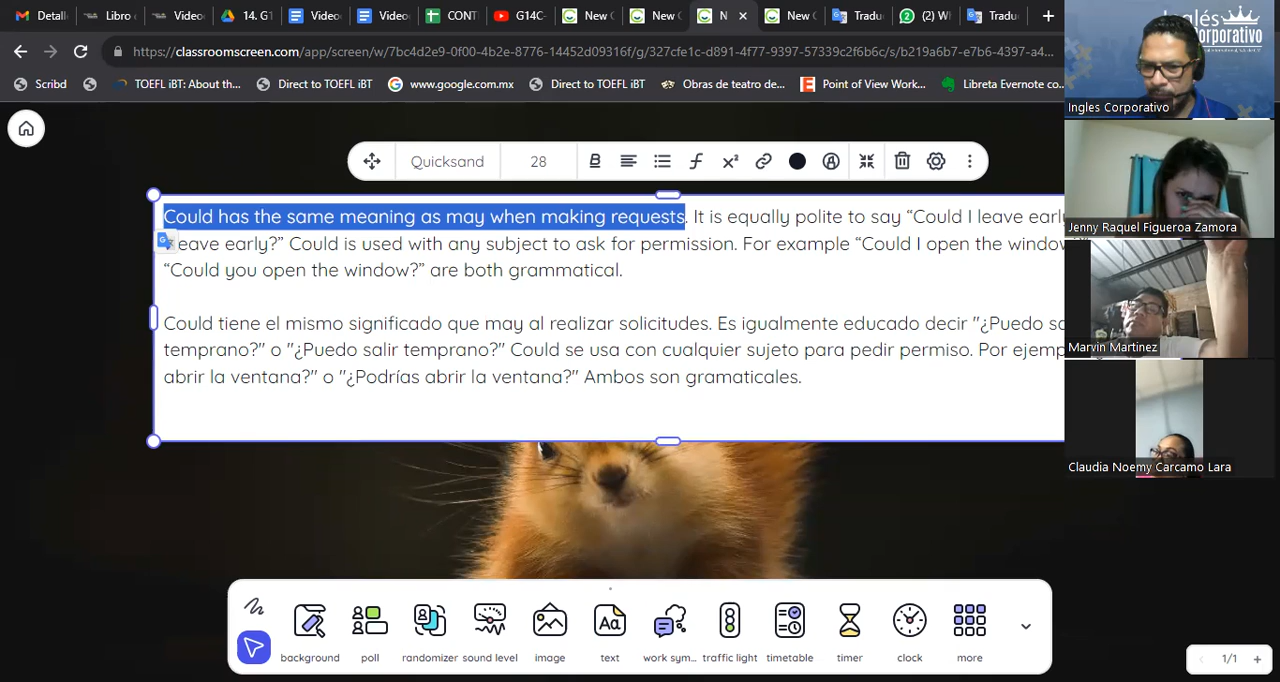 Detall
Libro
Video
14. G1
Video
Video
CONT
G14C-
New C
New C
N
New C
Tradu
(2) W
Tradu
https://classroomscreen.com/app/screen/w/7bc4d2e9-0f00-4b2e-8776-14452d09316f/g/327cfe1c-d891-4f77-9397-57339c2f6b6c/s/b219a6b7-e7b6-4397-a4...
Scribd
TOEFL iBT: About th...
Direct to TOEFL iBT
www.google.com.mx
Direct to TOEFL iBT
Obras de teatro de...
Point of View Work...
Libreta Evernote co...
Inglés
Corporativo
Ingles Corporativo
Quicksand
28
Could has the same meaning as may when making requests. It is equally polite to say “Could I leave early
leave early?” Could is used with any subject to ask for permission. For example “Could I open the window?”
“Could you open the window?” are both grammatical.
Could tiene el mismo significado que may al realizar solicitudes. Es igualmente educado decir "¿Puedo sa
temprano?" o "¿Puedo salir temprano?" Could se usa con cualquier sujeto para pedir permiso. Por ejemp
abrir la ventana?" o "¿Podrías abrir la ventana?" Ambos son gramaticales.
Jenny Raquel Figueroa Zamora
Marvin Martinez
Claudia Noemy Carcamo Lara
background
poll
randomizer
sound level
image
text
work sym...
traffic light
timetable
timer
clock
more
1/1